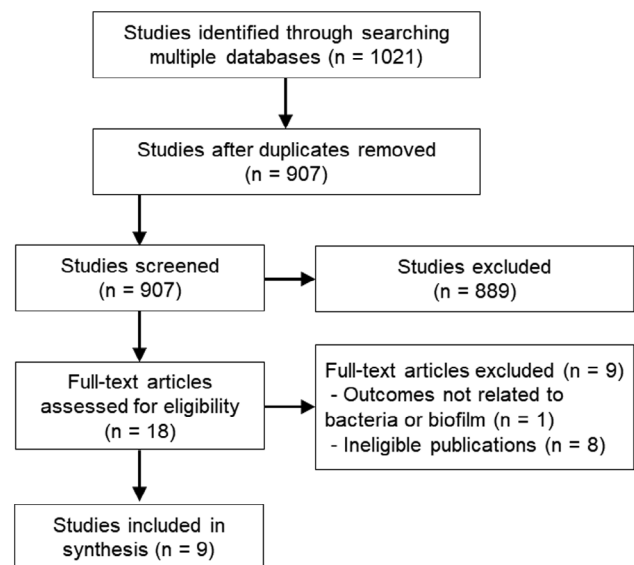 Studies identified through searching
multiple databases (n = 1021)
Studies after duplicates removed
(n = 907)
Studies screened
(n = 907)
Studies excluded
(n = 889)
Full-text articles
assessed for eligibility
(n = 18)
Full-text articles excluded (n = 9)
- Outcomes not related to
bacteria or biofilm (n = 1)
- Ineligible publications (n = 8)
Studies included in
synthesis (n = 9)